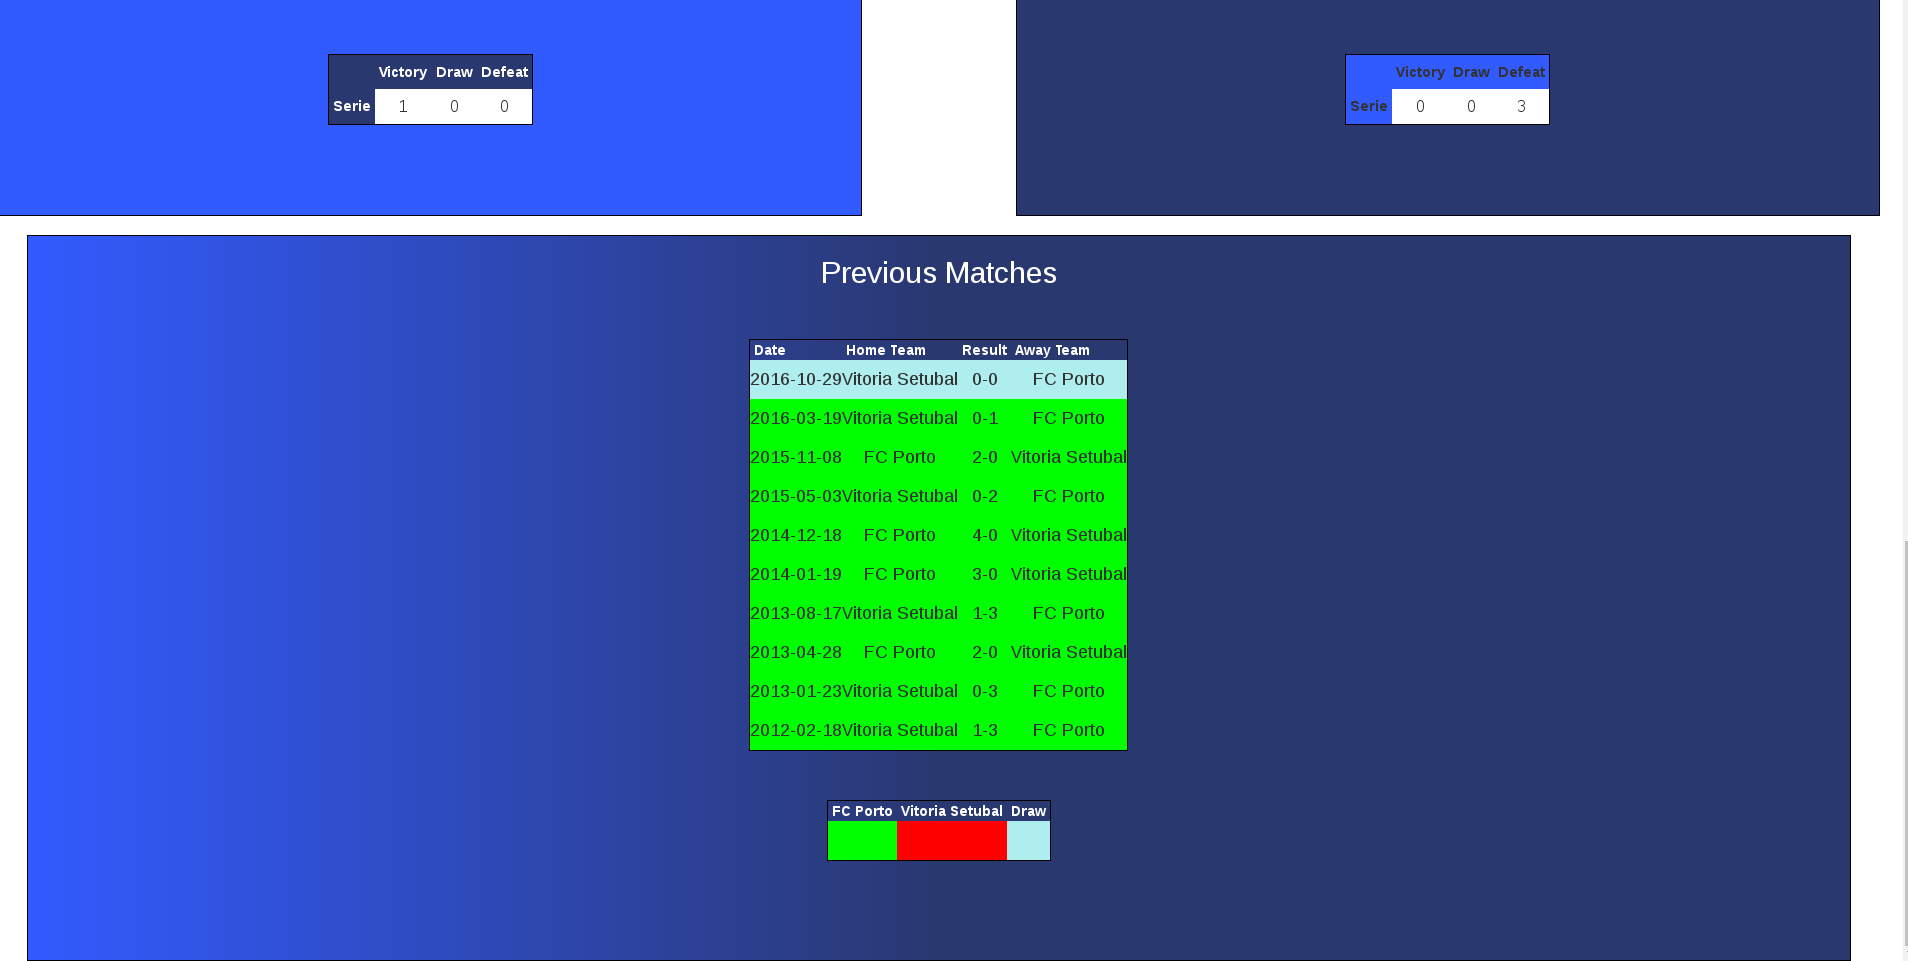 Victory Draw Defeat
Serie 1 0 0
Victory Draw Defeat
Serie 0 0 3
Previous Matches
Date Home Team Result Away Team
2016-10-29 Vitoria Setubal 0-0 FC Porto
2016-03-19 Vitoria Setubal 0-1 FC Porto
2015-11-08 FC Porto 2-0 Vitoria Setubal
2015-05-03 Vitoria Setubal 0-2 FC Porto
2014-12-18 FC Porto 4-0 Vitoria Setubal
2014-01-19 FC Porto 3-0 Vitoria Setubal
2013-08-17 Vitoria Setubal 1-3 FC Porto
2013-04-28 FC Porto 2-0 Vitoria Setubal
2013-01-23 Vitoria Setubal 0-3 FC Porto
2012-02-18 Vitoria Setubal 1-3 FC Porto
FC Porto Vitoria Setubal Draw